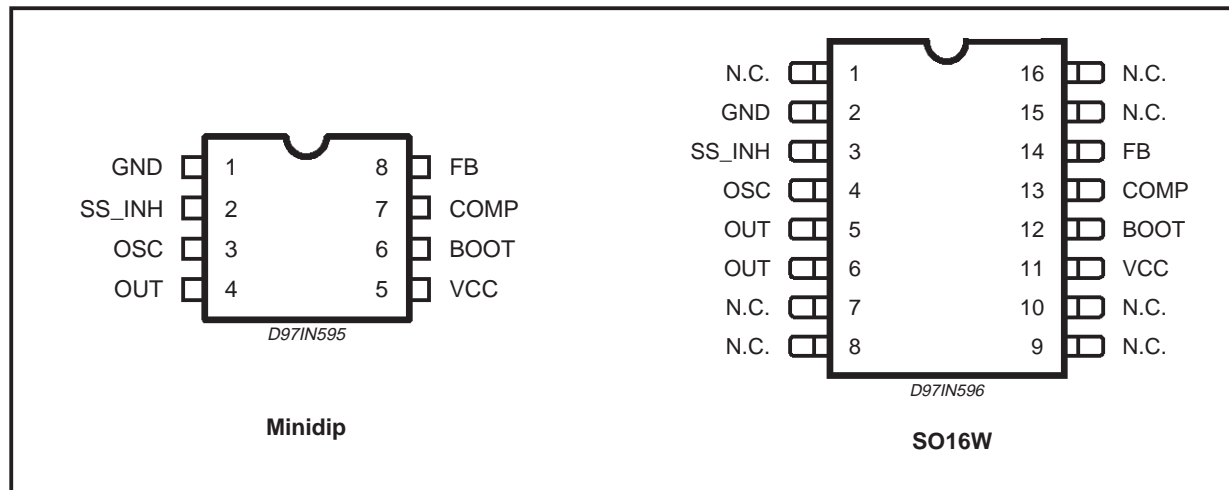 GND 1 8 FB
SS_INH 2 7 COMP
OSC 3 6 BOOT
OUT 4 5 VCC
D97IN595
Minidip
N.C. 1 16 N.C.
GND 2 15 N.C.
SS_INH 3 14 FB
OSC 4 13 COMP
OUT 5 12 BOOT
OUT 6 11 VCC
N.C. 7 10 N.C.
N.C. 8 9 N.C.
D97IN596
SO16W